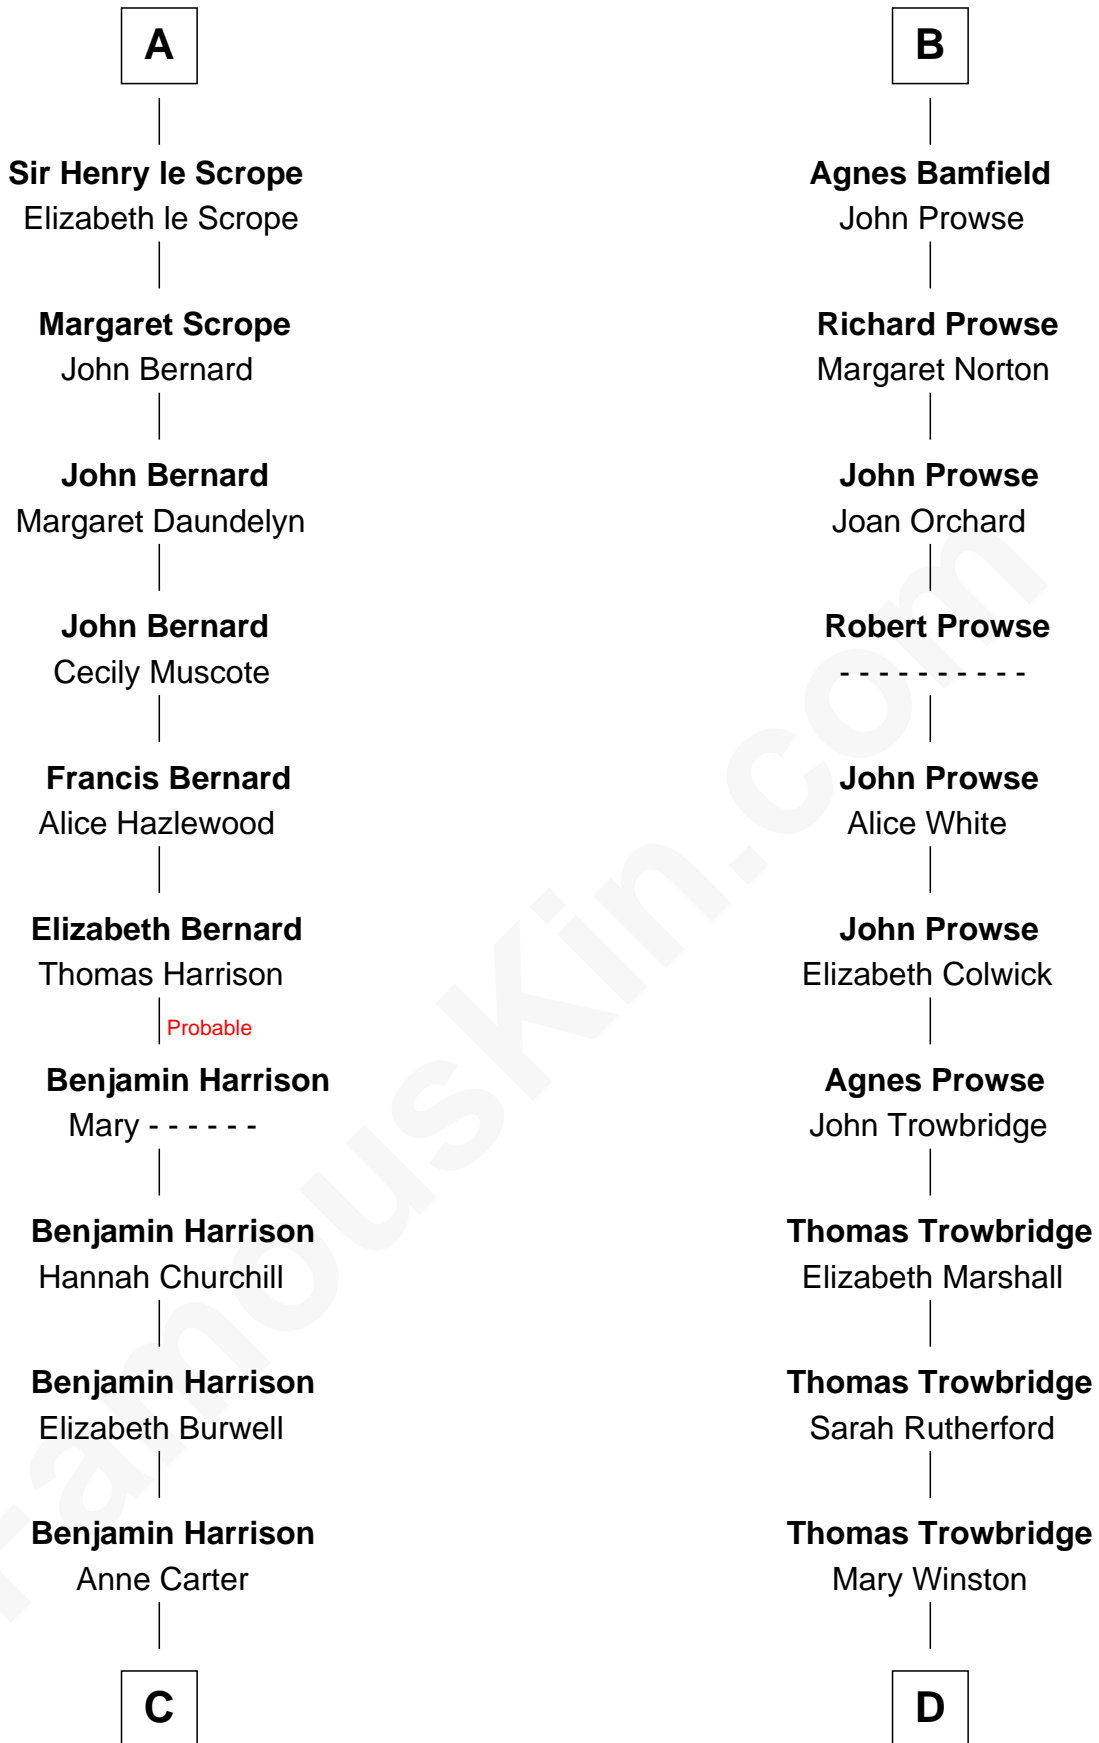 A
Sir Henry le Scrope
Elizabeth le Scrope
Margaret Scrope
John Bernard
John Bernard
Margaret Daundelyn
John Bernard
Cecily Muscote
Francis Bernard
Alice Hazlewood
Elizabeth Bernard
Thomas Harrison
Probable
Benjamin Harrison
Mary - - - - - -
Benjamin Harrison
Hannah Churchill
Benjamin Harrison
Elizabeth Burwell
Benjamin Harrison
Anne Carter
C
B
Agnes Bamfield
John Prowse
Richard Prowse
Margaret Norton
John Prowse
Joan Orchard
Robert Prowse
- - - - - - - - - -
John Prowse
Alice White
John Prowse
Elizabeth Colwick
Agnes Prowse
John Trowbridge
Thomas Trowbridge
Elizabeth Marshall
Thomas Trowbridge
Sarah Rutherford
Thomas Trowbridge
Mary Winston
D
FamousKin.com